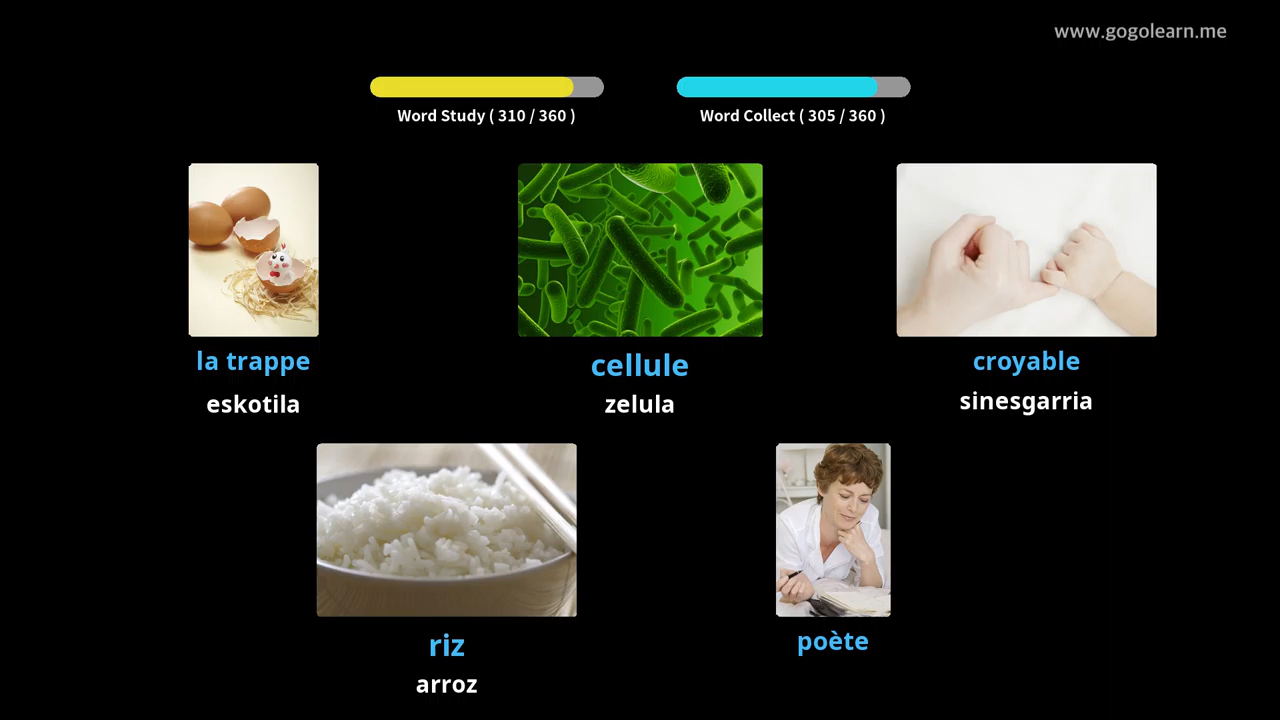 www.gogolearn.me
Word Study ( 310 / 360 )
Word Collect ( 305 / 360 )
la trappe
eskotila
cellule
zelula
croyable
sinesgarria
riz
arroz
poète